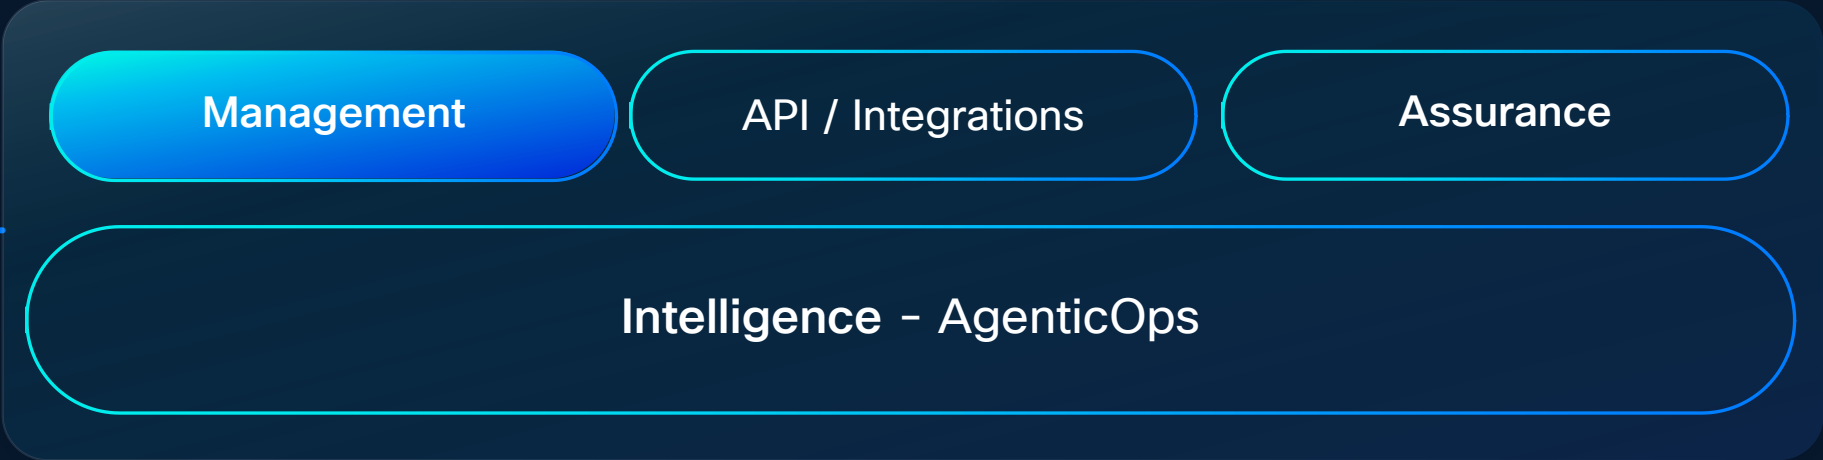 Management
API / Integrations
Assurance
Intelligence - AgenticOps